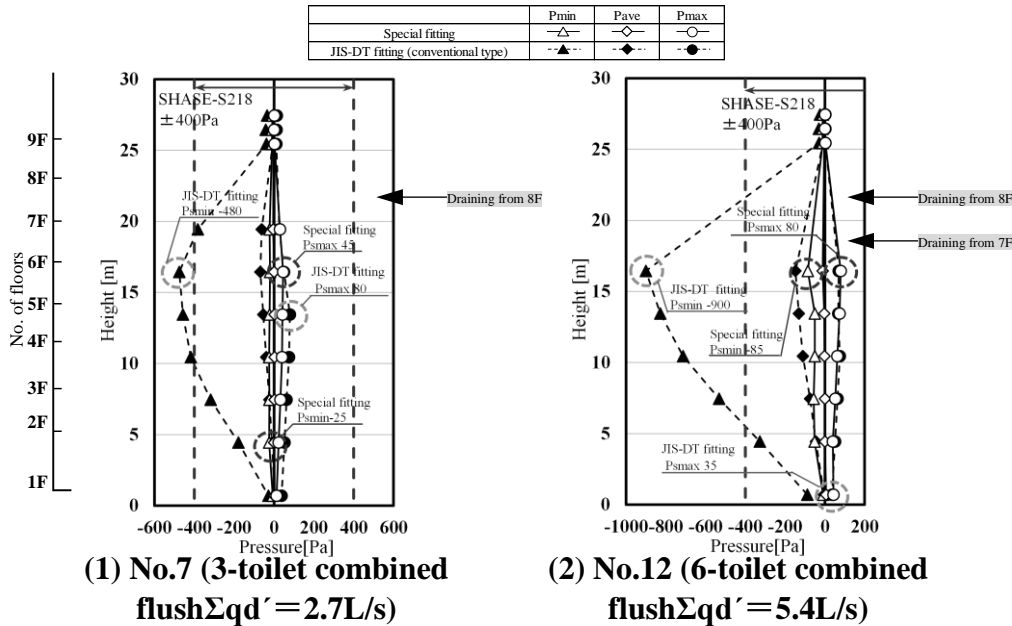 Pmin Pave Pmax
Special fitting
JIS-DT fitting (conventional type)
No. of floors
9F
8F
7F
6F
5F
4F
3F
2F
1F
Height [m]
30
25
20
15
10
5
0
SHASE-S218
±400Pa
JIS-DT fitting
Psmin -480
Special fitting
Psmax 45
JIS-DT fitting
Psmax 80
Special fitting
Psmin-25
Draining from 8F
-600 -400 -200 0 200 400 600
Pressure[Pa]
(1) No.7 (3-toilet combined
flushΣqd´＝2.7L/s)
Height [m]
30
25
20
15
10
5
0
SHASE-S218
±400Pa
Special fitting
Psmax 80
JIS-DT fitting
Psmin -900
Special fitting
Psmin -85
JIS-DT fitting
Psmax 35
Draining from 8F
Draining from 7F
-1000 -800 -600 -400 -200 0 200
Pressure[Pa]
(2) No.12 (6-toilet combined
flushΣqd´＝5.4L/s)